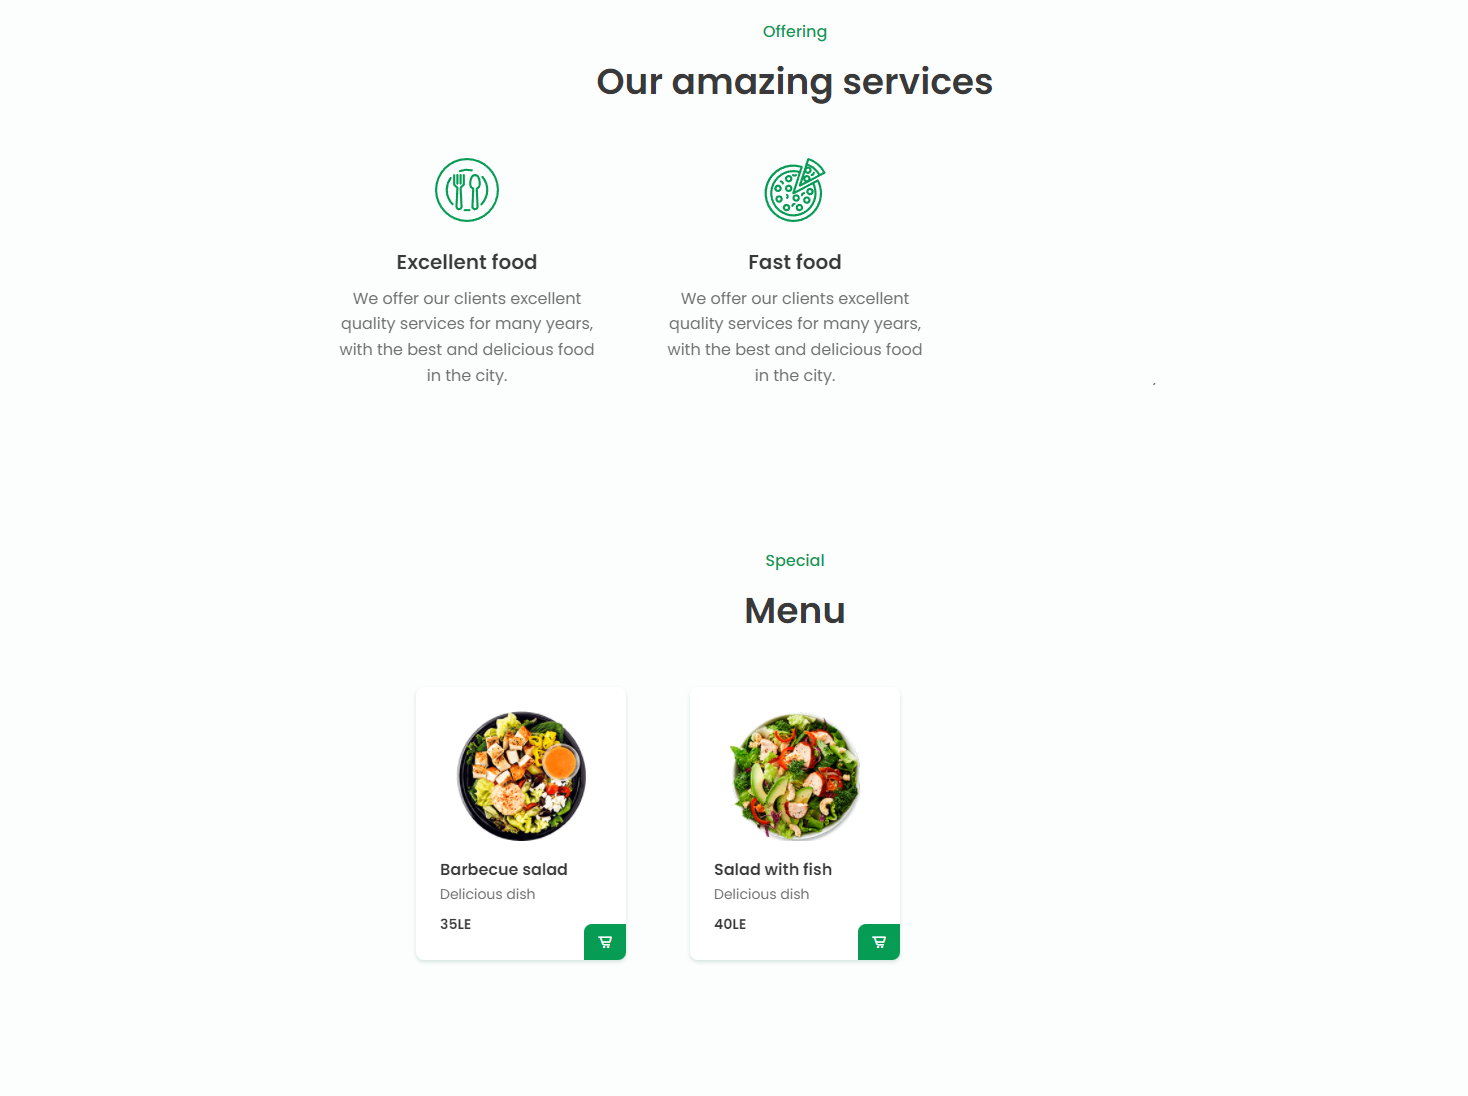 Offering
Our amazing services
Excellent food
We offer our clients excellent
quality services for many years,
with the best and delicious food
in the city.
Fast food
We offer our clients excellent
quality services for many years,
with the best and delicious food
in the city.
Special
Menu
Barbecue salad
Delicious dish
35LE
Salad with fish
Delicious dish
40LE